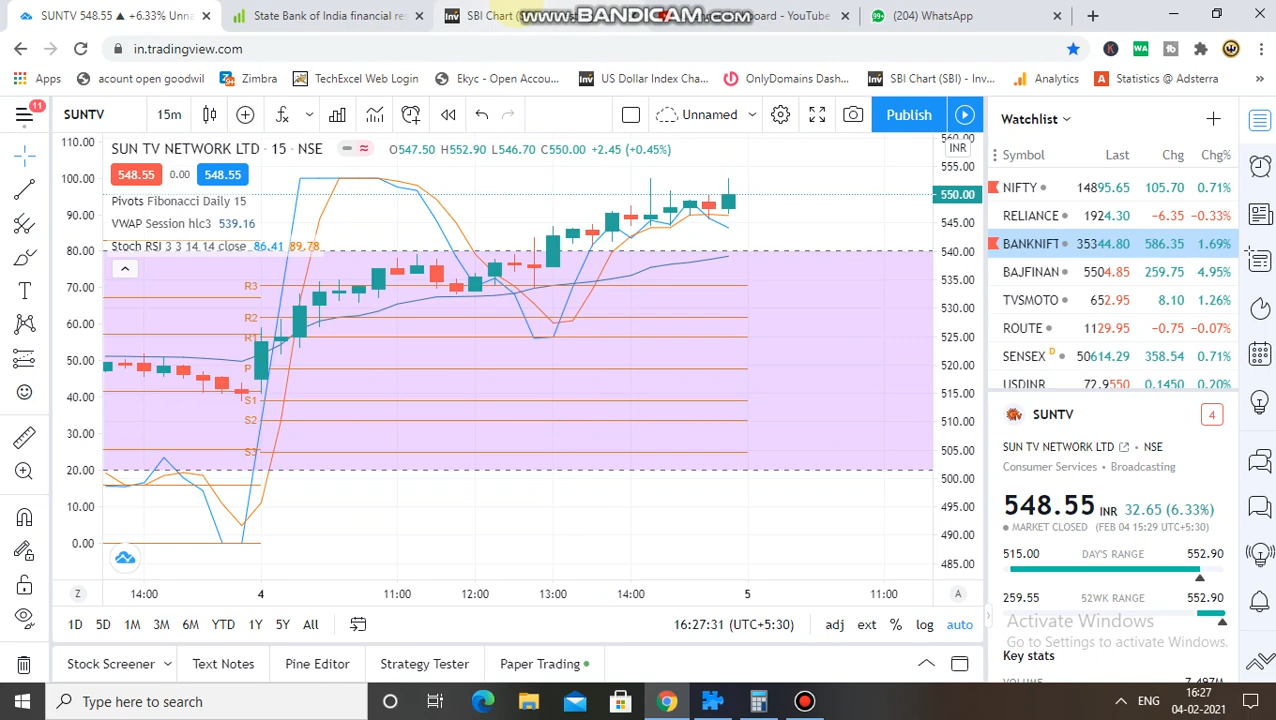 SUNTV 548.55 ▲ +6.33% Unna
State Bank of India financial res
SBI Chart (S
www.BANDICAM.com
board - YouTube
(204) WhatsApp
in.tradingview.com
Apps
acount open goodwil
Zimbra
TechExcel Web Login
Ekyc - Open Accou...
US Dollar Index Cha...
OnlyDomains Dash...
SBI Chart (SBI) - Inv...
Analytics
Statistics @ Adsterra
»
11
SUNTV
15m
Unnamed
Publish
SUN TV NETWORK LTD · 15 · NSE
O547.50 H552.90 L546.70 C550.00 +2.45 (+0.45%)
548.55 0.00 548.55
Pivots Fibonacci Daily 15
VWAP Session hlc3 539.16
Stoch RSI 3 3 14 14 close 86.41 89.78
110.00
100.00
90.00
80.00
70.00
60.00
50.00
40.00
30.00
20.00
10.00
0.00
R3
R2
R1
P
S1
S2
S3
560.00
INR
555.00
550.00
545.00
540.00
535.00
530.00
525.00
520.00
515.00
510.00
505.00
500.00
495.00
490.00
485.00
Z
14:00 4 11:00 12:00 13:00 14:00 5 11:00
A
1D 5D 1M 3M 6M YTD 1Y 5Y All
16:27:31 (UTC+5:30)
adj ext % log auto
Stock Screener
Text Notes
Pine Editor
Strategy Tester
Paper Trading
Watchlist
Symbol Last Chg Chg%
NIFTY 14895.65 105.70 0.71%
RELIANCE 1924.30 −6.35 −0.33%
BANKNIFT 35344.80 586.35 1.69%
BAJFINAN 5504.85 259.75 4.95%
TVSMOTO 652.95 8.10 1.26%
ROUTE 1129.95 −0.75 −0.07%
SENSEX D 50614.29 358.54 0.71%
USDINR 72.9550 0.1450 0.20%
SUNTV
4
SUN TV NETWORK LTD · NSE
Consumer Services • Broadcasting
548.55 INR 32.65 (6.33%)
MARKET CLOSED (FEB 04 15:29 UTC+5:30)
515.00 DAY'S RANGE 552.90
259.55 52WK RANGE 552.90
Activate Windows
Go to Settings to activate Windows.
Key stats
VOLUME 7.497M
Type here to search
ENG
16:27
04-02-2021